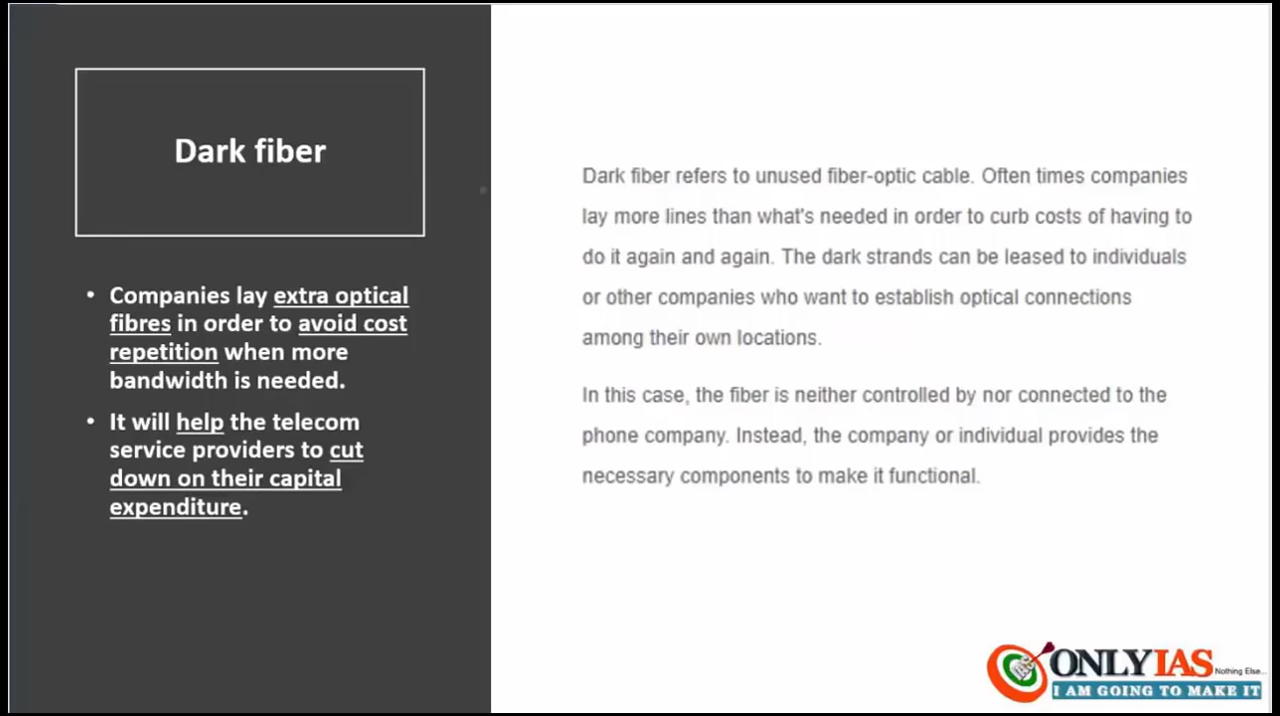 Dark fiber
• Companies lay extra optical
fibres in order to avoid cost
repetition when more
bandwidth is needed.
• It will help the telecom
service providers to cut
down on their capital
expenditure.
Dark fiber refers to unused fiber-optic cable. Often times companies
lay more lines than what's needed in order to curb costs of having to
do it again and again. The dark strands can be leased to individuals
or other companies who want to establish optical connections
among their own locations.
In this case, the fiber is neither controlled by nor connected to the
phone company. Instead, the company or individual provides the
necessary components to make it functional.
ONLYIAS Nothing Else...
I AM GOING TO MAKE IT